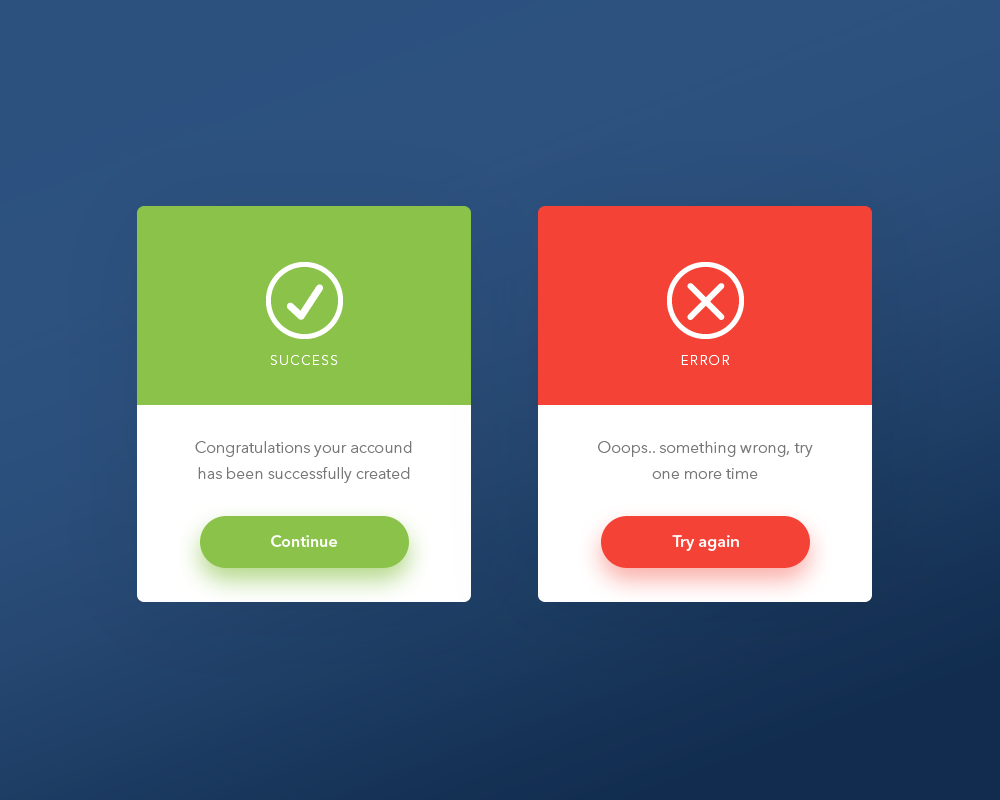 SUCCESS
Congratulations your accound
has been successfully created
Continue
ERROR
Ooops.. something wrong, try
one more time
Try again